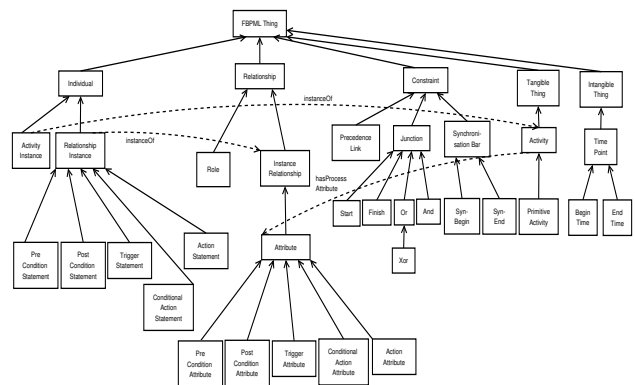 FBPML Thing
Individual
Relationship
Constraint
Tangible
Thing
Intangible
Thing
instanceOf
Activity
Instance
Relationship
Instance
instanceOf
Role
Instance
Relationship
hasProcess
Attribute
Precedence
Link
Junction
Synchroni-
sation Bar
Activity
Time
Point
Start
Finish
Or
And
Syn-
Begin
Syn-
End
Primitive
Activity
Begin
Time
End
Time
Xor
Pre
Condition
Statement
Post
Condition
Statement
Trigger
Statement
Action
Statement
Conditional
Action
Statement
Attribute
Pre
Condition
Attribute
Post
Condition
Attribute
Trigger
Attribute
Conditional
Action
Attribute
Action
Attribute